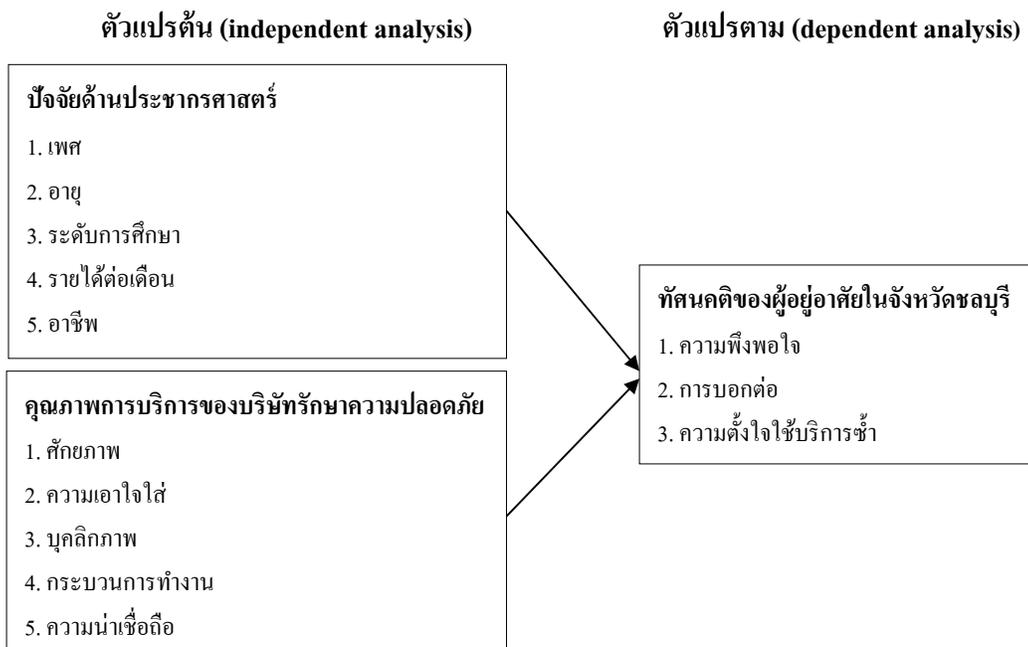 ตัวแปรต้น (independent analysis)
ตัวแปรตาม (dependent analysis)
ปัจจัยด้านประชากรศาสตร์
1. เพศ
2. อายุ
3. ระดับการศึกษา
4. รายได้ต่อเดือน
5. อาชีพ
คุณภาพการบริการของบริษัทรักษาความปลอดภัย
1. ศักยภาพ
2. ความเอาใจใส่
3. บุคลิกภาพ
4. กระบวนการทำงาน
5. ความน่าเชื่อถือ
ทัศนคติของผู้อยู่อาศัยในจังหวัดชลบุรี
1. ความพึงพอใจ
2. การบอกต่อ
3. ความตั้งใจใช้บริการซ้ำ